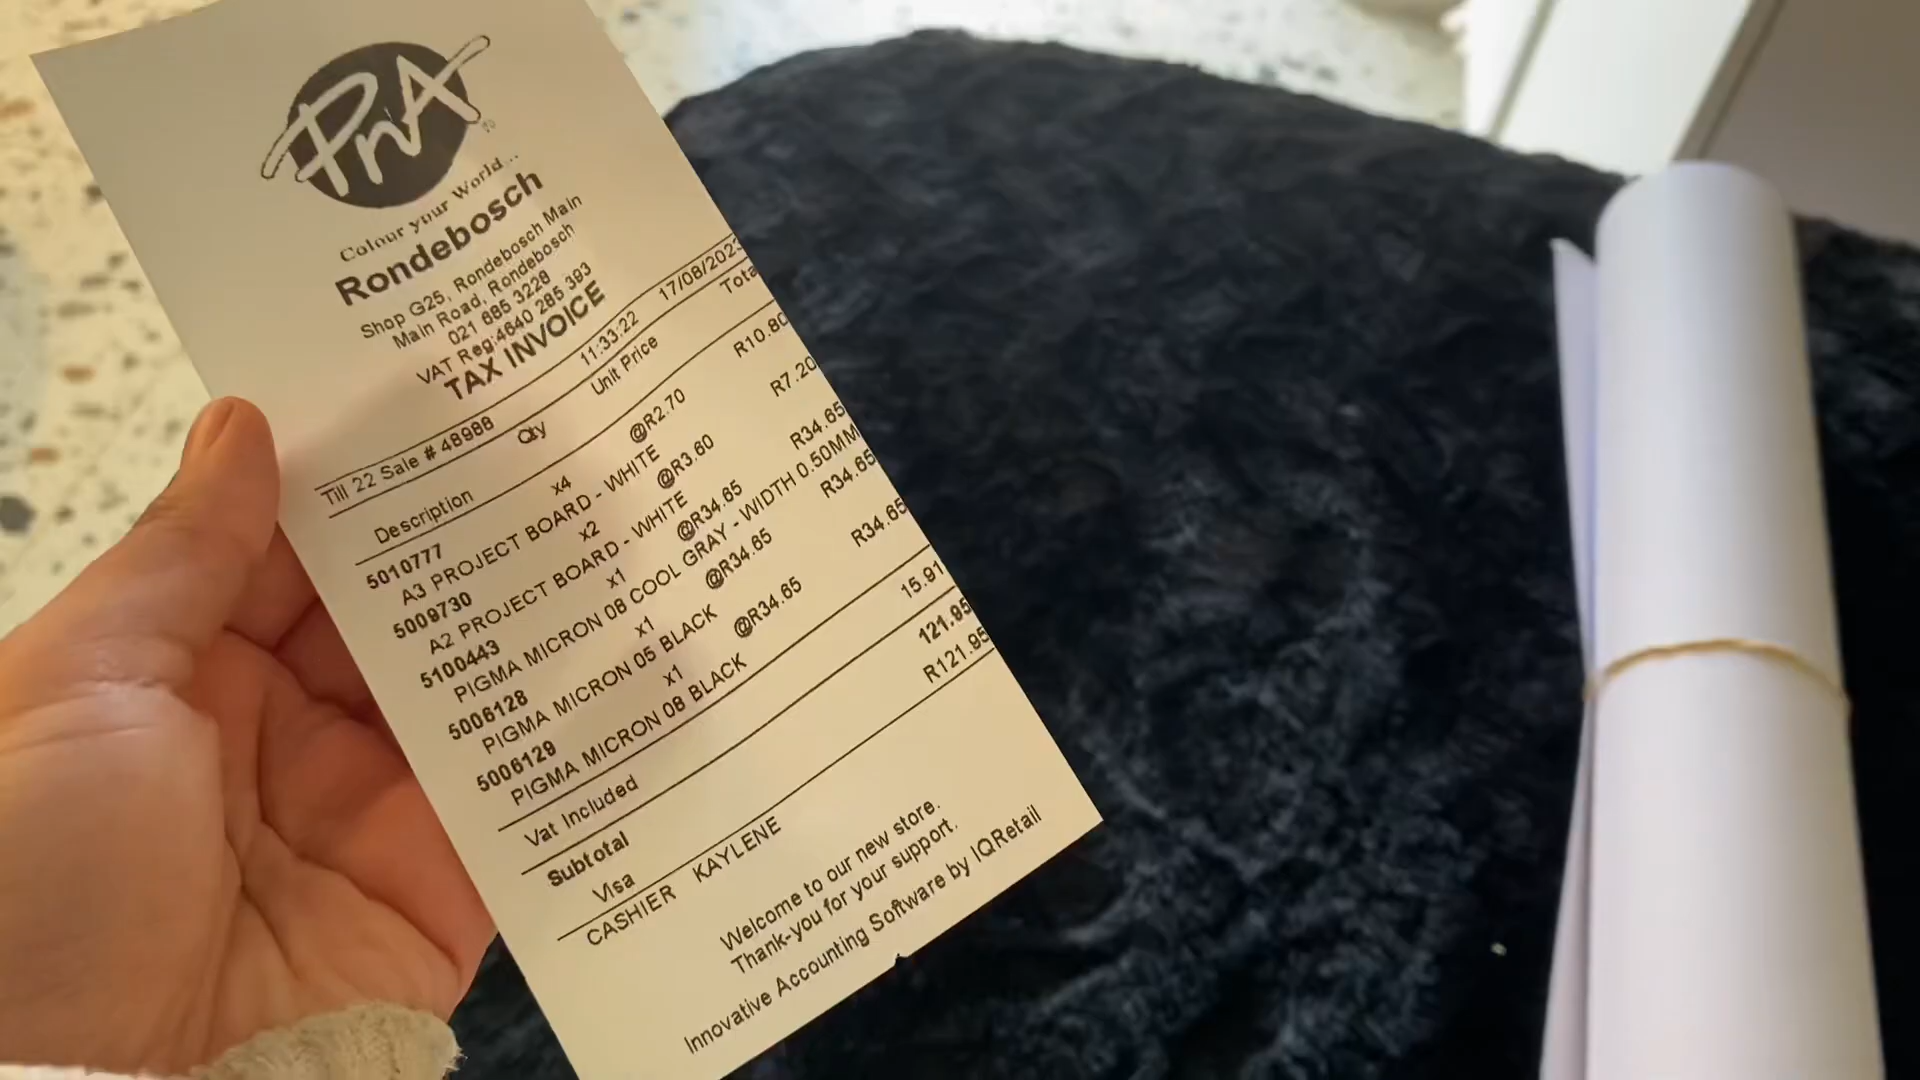 PnA
Colour your World...
Rondebosch
Shop G25, Rondebosch Main
Main Road, Rondebosch
021 685 3228
VAT Reg:4640 285 393
TAX INVOICE
Till 22 Sale # 48988 11:33:22 17/08/2023
Description Qty Unit Price Total
5010777 x4 @R2.70 R10.80
A3 PROJECT BOARD - WHITE
5009730 x2 @R3.60 R7.20
A2 PROJECT BOARD - WHITE
5100443 x1 @R34.65 R34.65
PIGMA MICRON 08 COOL GRAY - WIDTH 0.50MM
5006128 x1 @R34.65 R34.65
PIGMA MICRON 05 BLACK
5006129 x1 @R34.65 R34.65
PIGMA MICRON 08 BLACK
Vat Included 15.91
Subtotal 121.95
Visa R121.95
CASHIER KAYLENE
Welcome to our new store.
Thank-you for your support.
Innovative Accounting Software by IQRetail